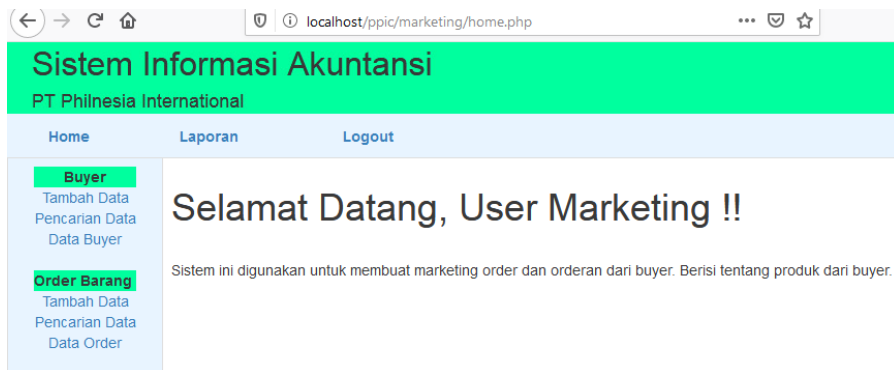 localhost/ppic/marketing/home.php
Sistem Informasi Akuntansi
PT Philnesia International
Home Laporan Logout
Buyer
Tambah Data
Pencarian Data
Data Buyer
Order Barang
Tambah Data
Pencarian Data
Data Order
Selamat Datang, User Marketing !!
Sistem ini digunakan untuk membuat marketing order dan orderan dari buyer. Berisi tentang produk dari buyer.